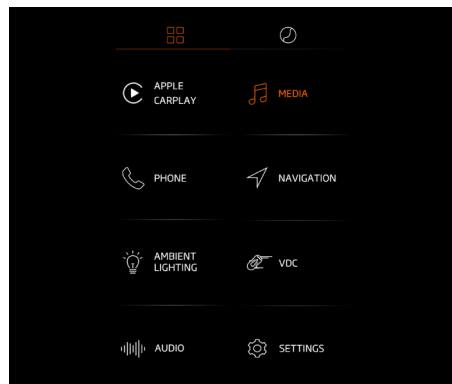 APPLE
CARPLAY
MEDIA
PHONE
NAVIGATION
AMBIENT
LIGHTING
VDC
AUDIO
SETTINGS